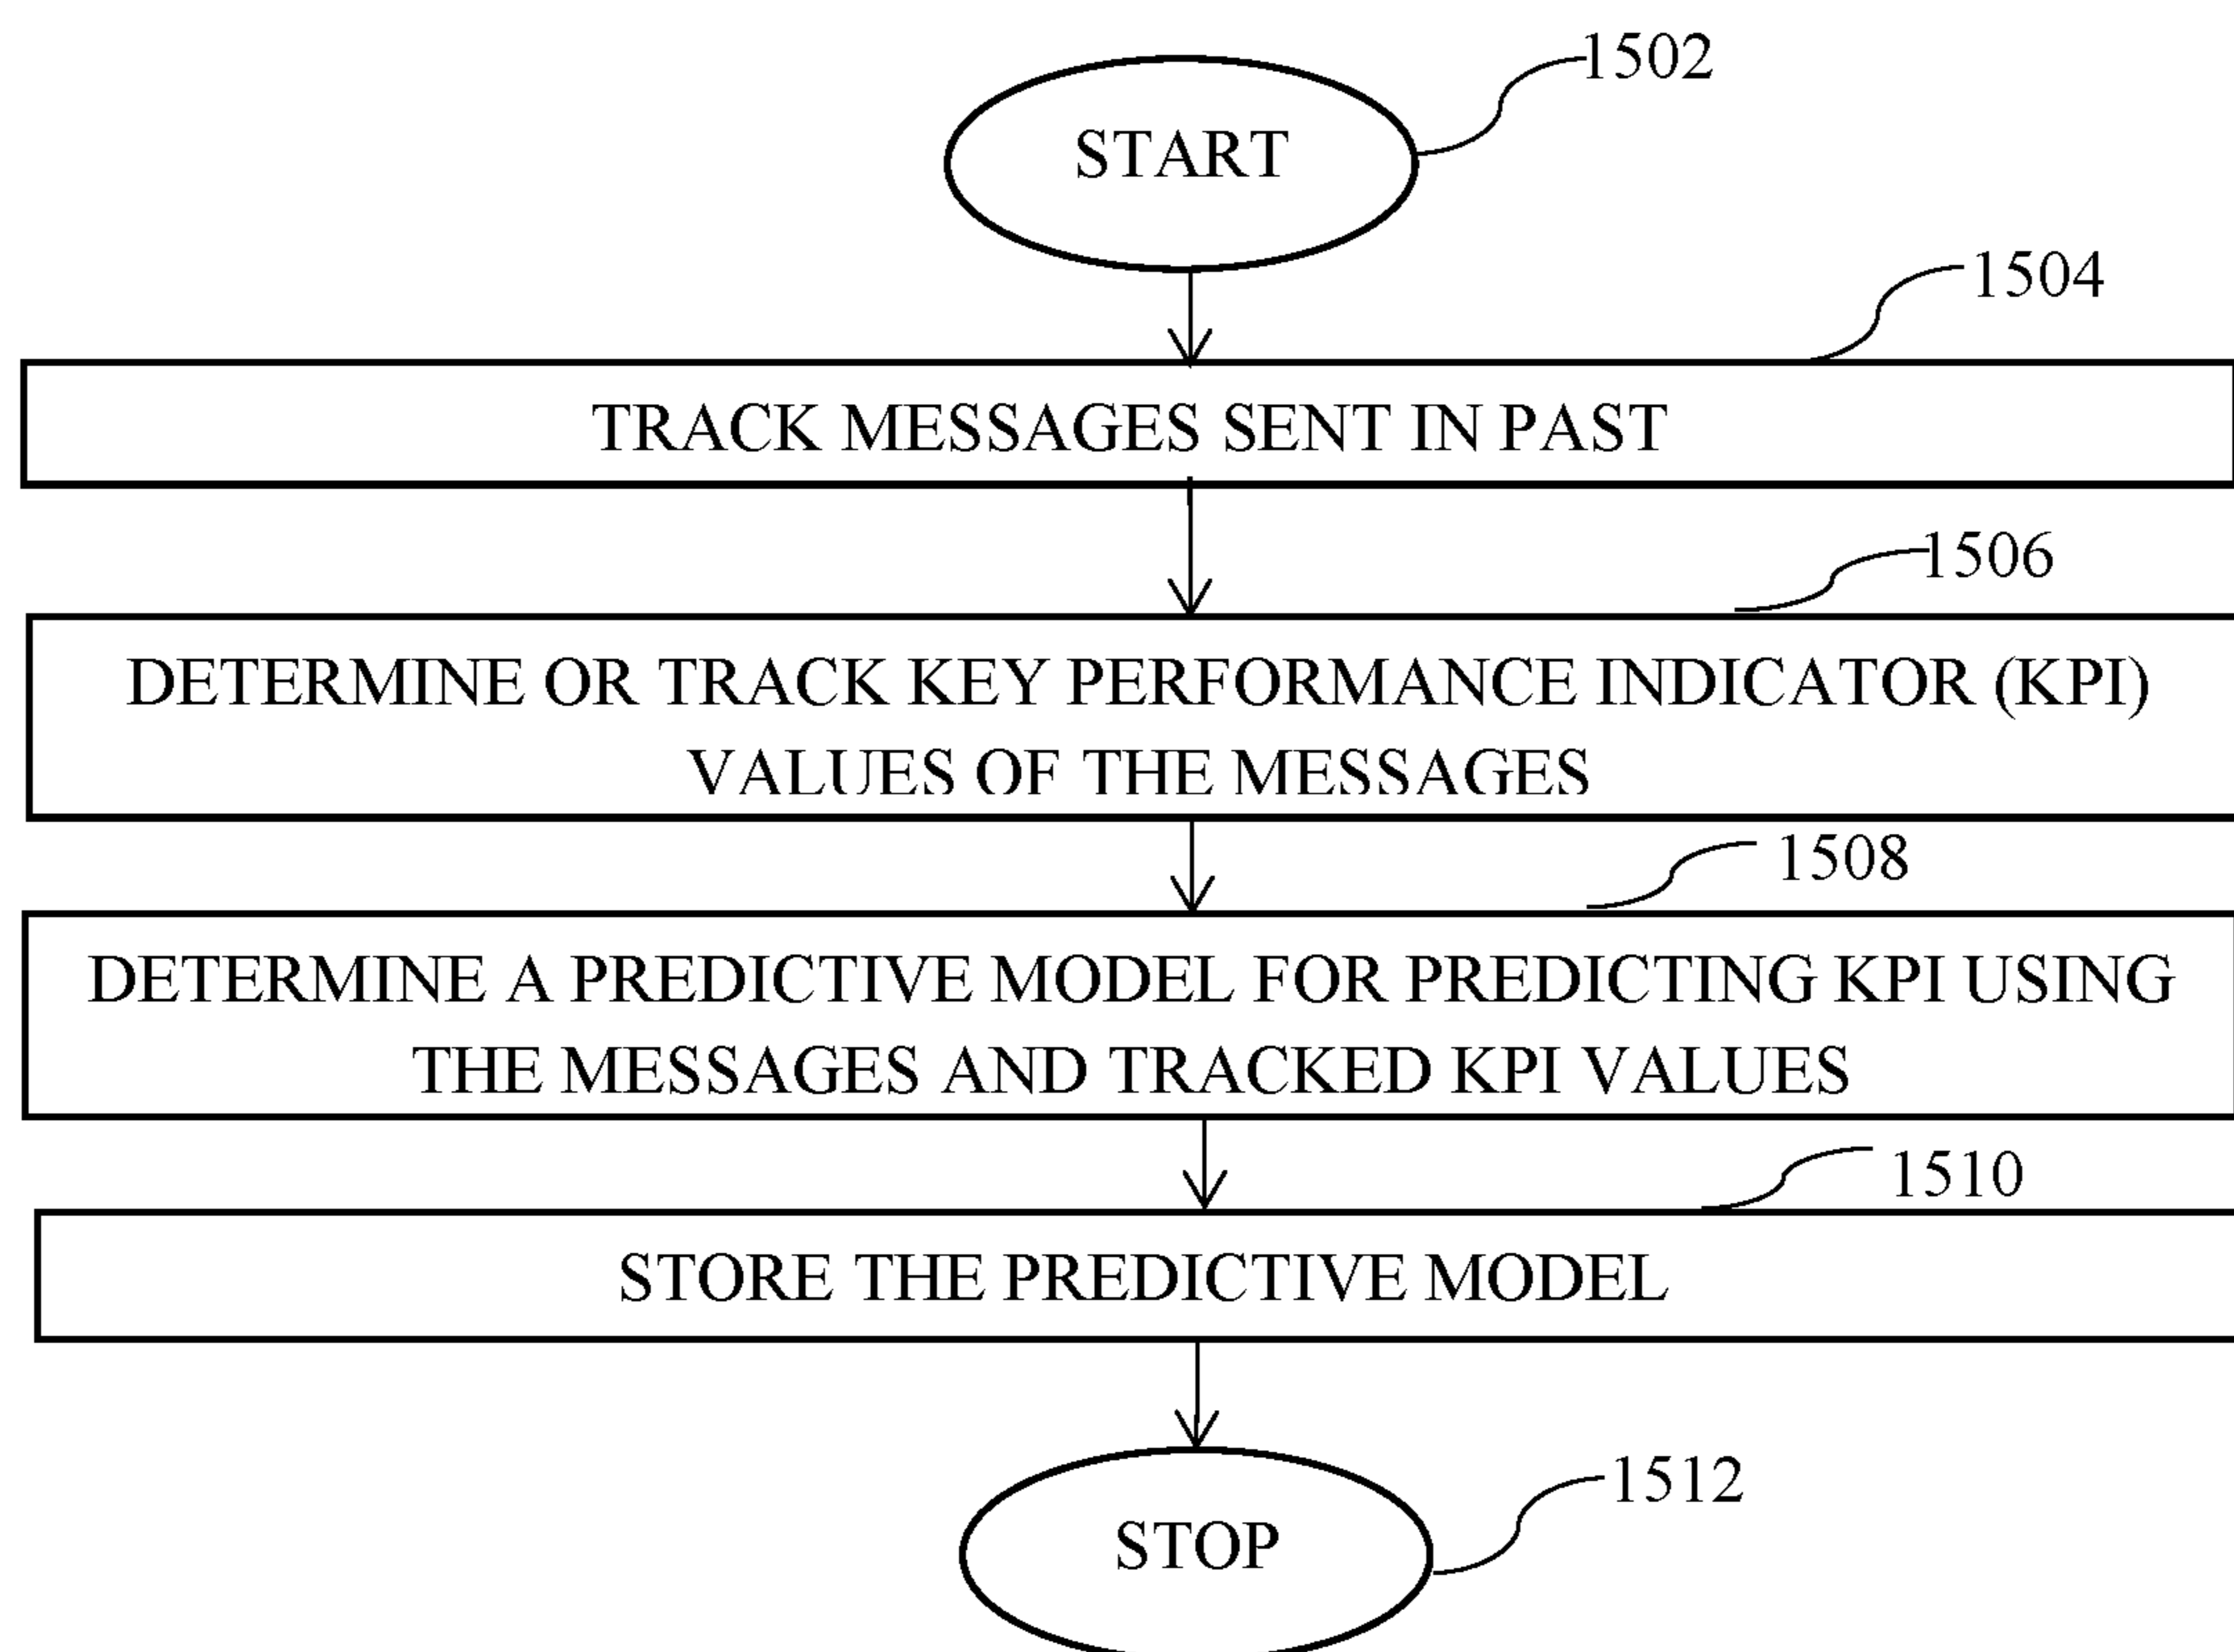 1502
START
1504
TRACK MESSAGES SENT IN PAST
1506
DETERMINE OR TRACK KEY PERFORMANCE INDICATOR (KPI)
VALUES OF THE MESSAGES
1508
DETERMINE A PREDICTIVE MODEL FOR PREDICTING KPI USING
THE MESSAGES AND TRACKED KPI VALUES
1510
STORE THE PREDICTIVE MODEL
1512
STOP